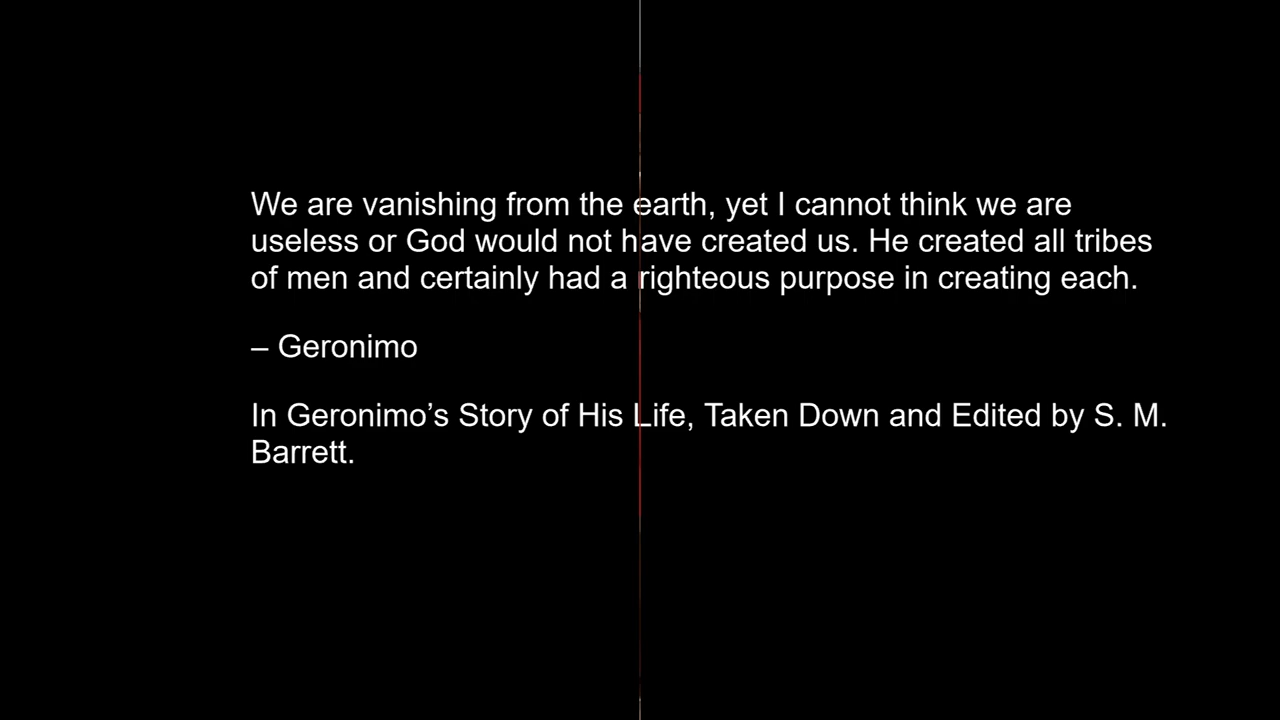 We are vanishing from the earth, yet I cannot think we are
useless or God would not have created us. He created all tribes
of men and certainly had a righteous purpose in creating each.
– Geronimo
In Geronimo’s Story of His Life, Taken Down and Edited by S. M.
Barrett.